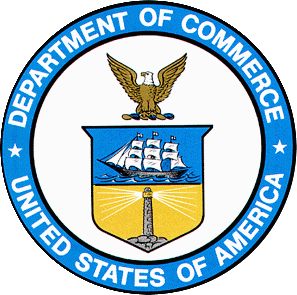 DEPARTMENT OF COMMERCE
UNITED STATES OF AMERICA